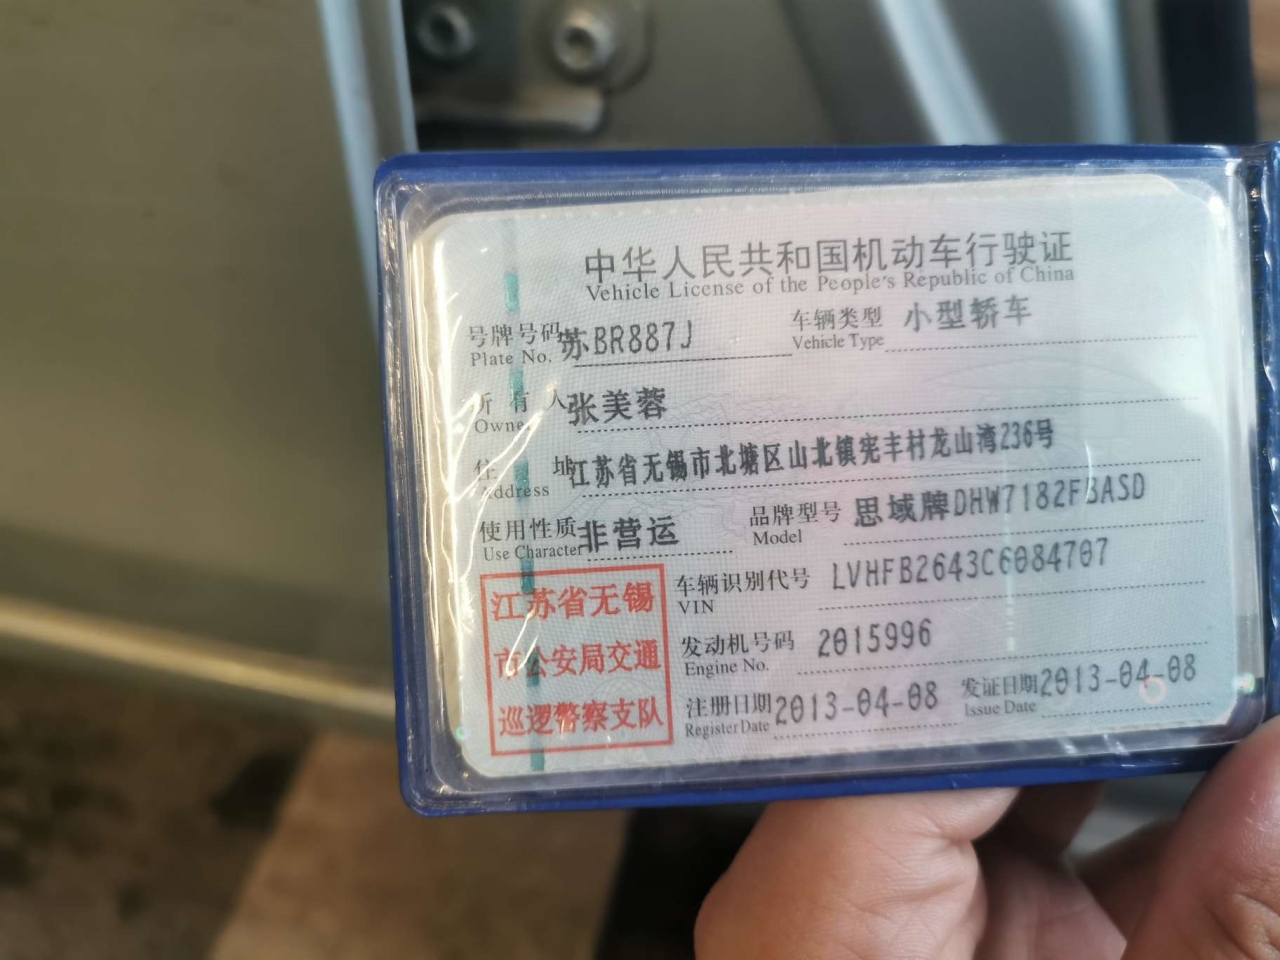 中华人民共和国机动车行驶证
Vehicle License of the People's Republic of China
号牌号码 苏BR887J 车辆类型 小型轿车
Plate No. Vehicle Type
所有人 张美蓉
Owner
住址 江苏省无锡市北塘区山北镇宪丰村龙山湾236号
Address
使用性质 非营运 品牌型号 思域牌DHW7182FBASD
Use Character Model
江苏省无锡
市公安局交通
巡逻警察支队
车辆识别代号 LVHFB2643C6084707
VIN
发动机号码 2015996
Engine No.
注册日期 2013-04-08 发证日期 2013-04-08
Register Date Issue Date